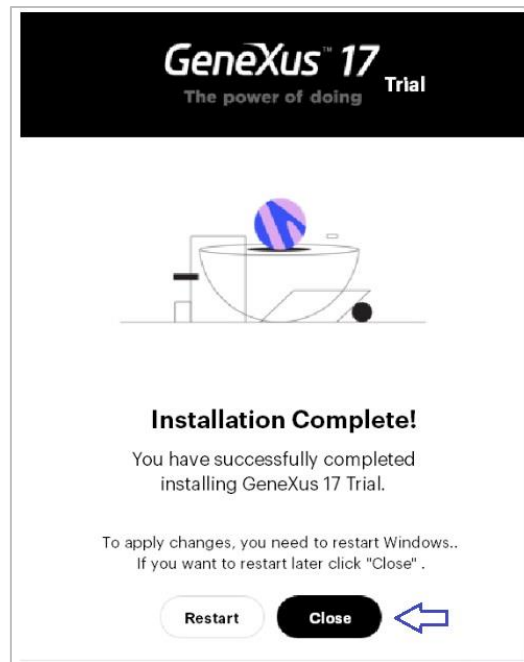 GeneXus™ 17
Trial
The power of doing
Installation Complete!
You have successfully completed
installing GeneXus 17 Trial.
To apply changes, you need to restart Windows..
If you want to restart later click "Close" .
Restart
Close